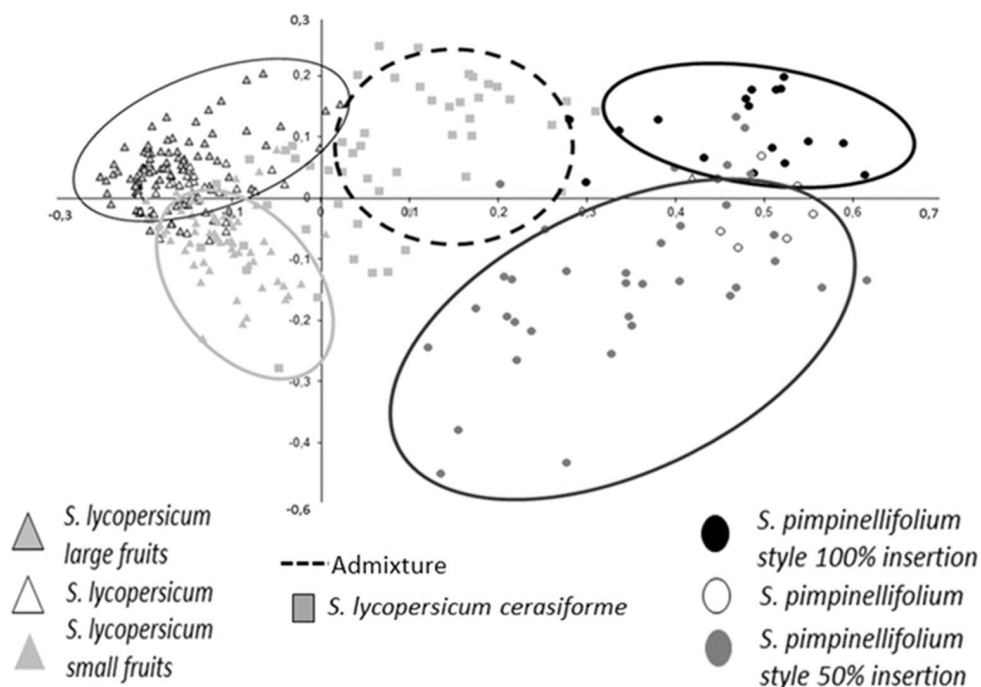 0,3
0,2
0,1
-0,3 -0,2 -0,1 0 0,1 0,2 0,3 0,4 0,5 0,6 0,7
-0,1
-0,2
-0,3
-0,4
-0,6
S. lycopersicum
large fruits
S. lycopersicum
S. lycopersicum
small fruits
Admixture
S. lycopersicum cerasiforme
S. pimpinellifolium
style 100% insertion
S. pimpinellifolium
S. pimpinellifolium
style 50% insertion